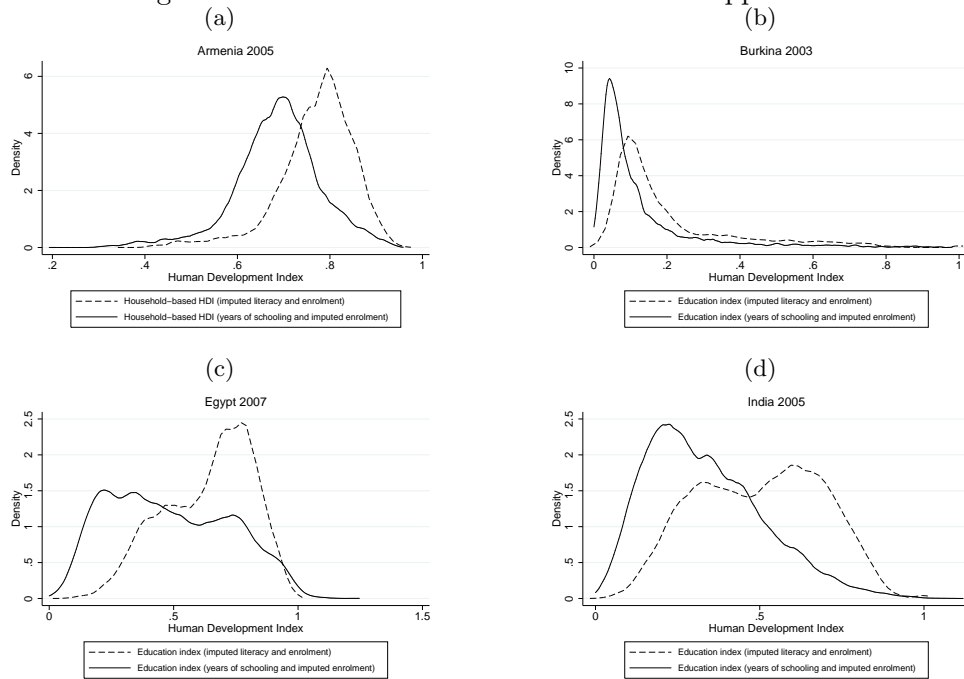 (a)
Armenia 2005
Density
0
2
4
6
.2
.4
.6
.8
1
Human Development Index
Household−based HDI (imputed literacy and enrolment)
Household−based HDI (years of schooling and imputed enrolment)
(b)
Burkina 2003
Density
0
2
4
6
8
10
0
.2
.4
.6
.8
1
Human Development Index
Education index (imputed literacy and enrolment)
Education index (years of schooling and imputed enrolment)
(c)
Egypt 2007
Density
0
.5
1
1.5
2
2.5
0
.5
1
1.5
Human Development Index
Education index (imputed literacy and enrolment)
Education index (years of schooling and imputed enrolment)
(d)
India 2005
Density
0
.5
1
1.5
2
2.5
0
.5
1
Human Development Index
Education index (imputed literacy and enrolment)
Education index (years of schooling and imputed enrolment)